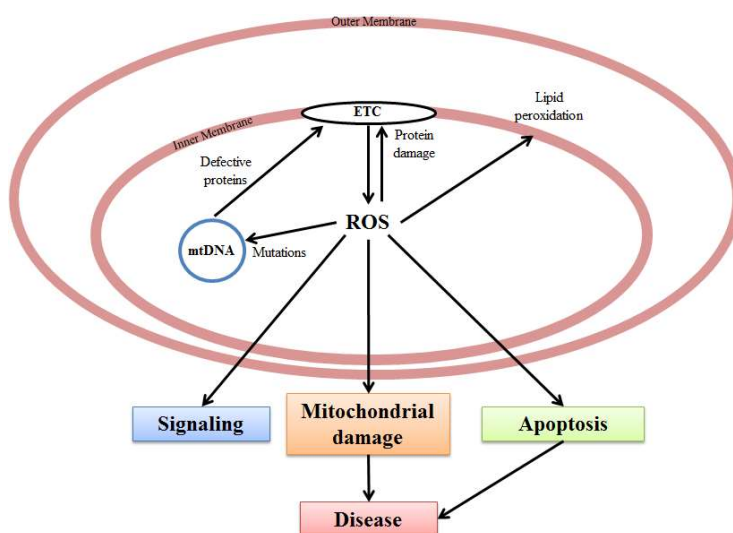 Outer Membrane
ETC
Inner Membrane
Lipid
peroxidation
Protein
damage
Defective
proteins
ROS
mtDNA
Mutations
Signaling
Mitochondrial
damage
Apoptosis
Disease